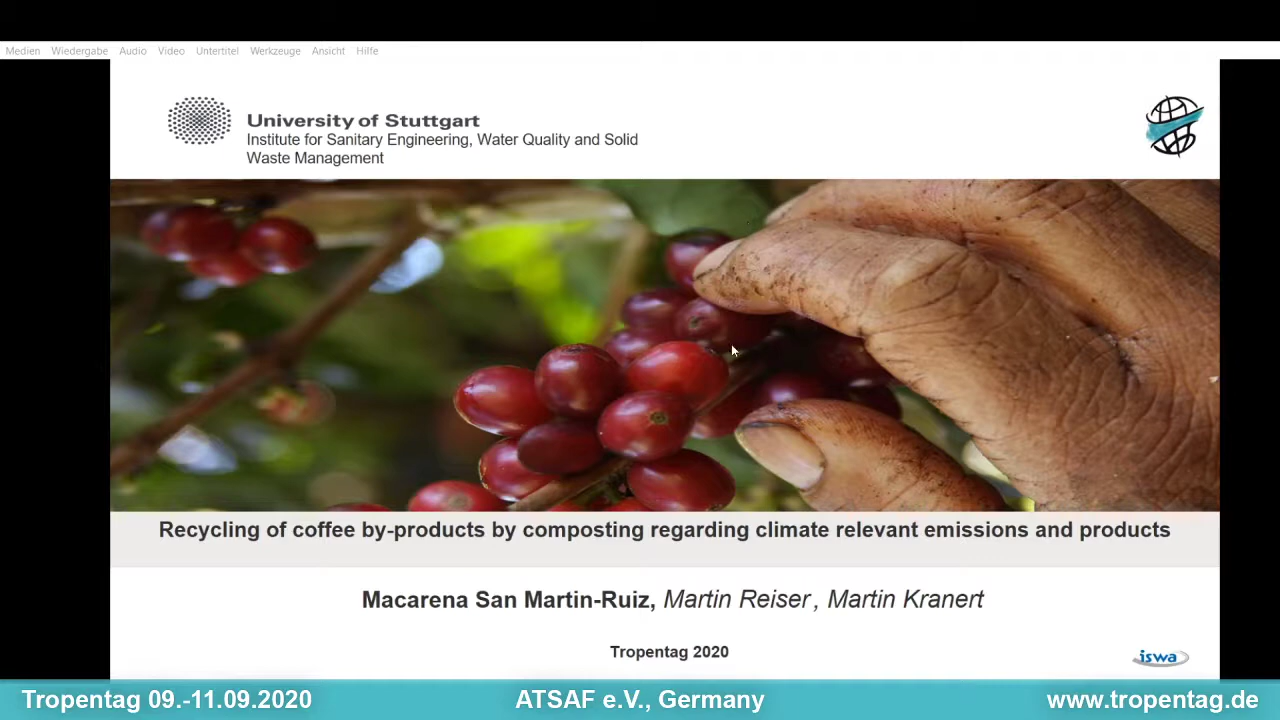 Medien Wiedergabe Audio Video Untertitel Werkzeuge Ansicht Hilfe
University of Stuttgart
Institute for Sanitary Engineering, Water Quality and Solid
Waste Management
Recycling of coffee by-products by composting regarding climate relevant emissions and products
Macarena San Martin-Ruiz, Martin Reiser , Martin Kranert
Tropentag 2020
iswa
Tropentag 09.-11.09.2020 ATSAF e.V., Germany www.tropentag.de